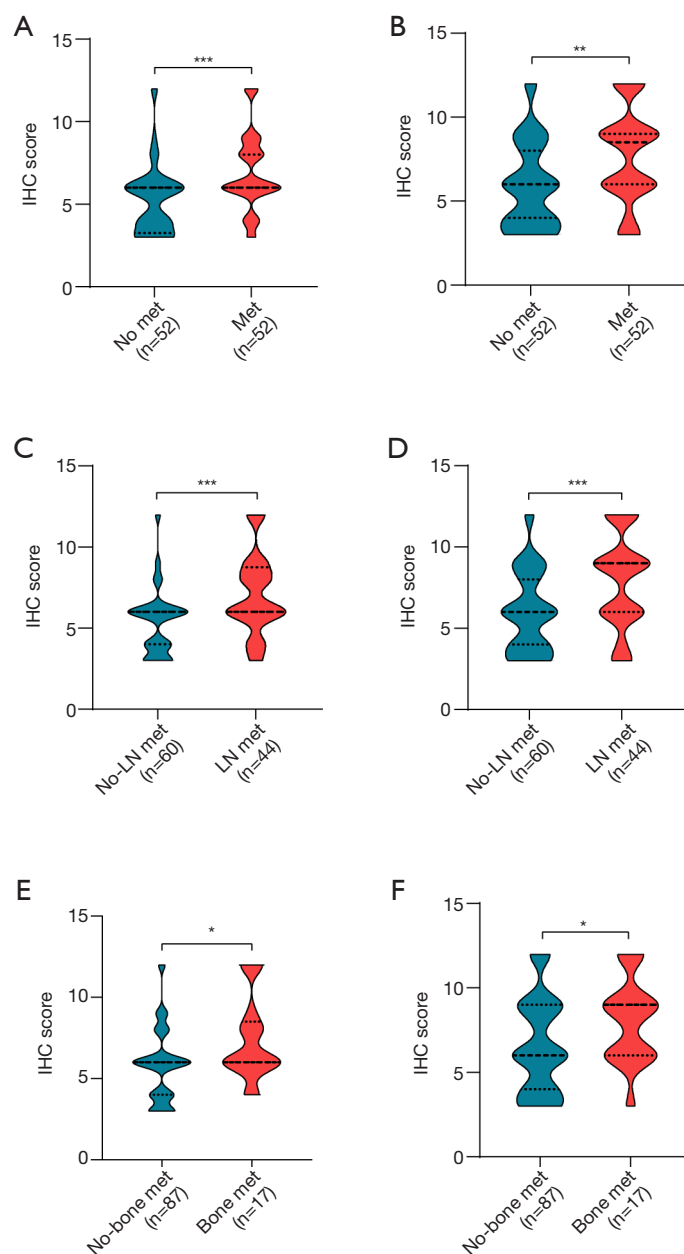 A
15
10
5
0
IHC score
***
No met
(n=52)
Met
(n=52)
B
15
10
5
0
IHC score
**
No met
(n=52)
Met
(n=52)
C
15
10
5
0
IHC score
***
No-LN met
(n=60)
LN met
(n=44)
D
15
10
5
0
IHC score
***
No-LN met
(n=60)
LN met
(n=44)
E
15
10
5
0
IHC score
*
No-bone met
(n=87)
Bone met
(n=17)
F
15
10
5
0
IHC score
*
No-bone met
(n=87)
Bone met
(n=17)